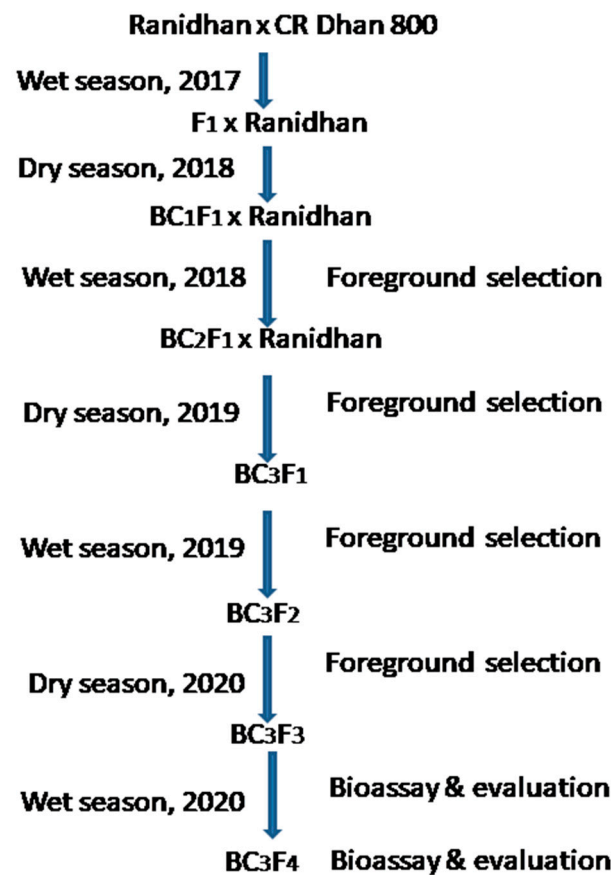 Ranidhan x CR Dhan 800
Wet season, 2017
F1 x Ranidhan
Dry season, 2018
BC1F1 x Ranidhan
Wet season, 2018 Foreground selection
BC2F1 x Ranidhan
Dry season, 2019 Foreground selection
BC3F1
Wet season, 2019 Foreground selection
BC3F2
Dry season, 2020 Foreground selection
BC3F3
Wet season, 2020 Bioassay & evaluation
BC3F4 Bioassay & evaluation